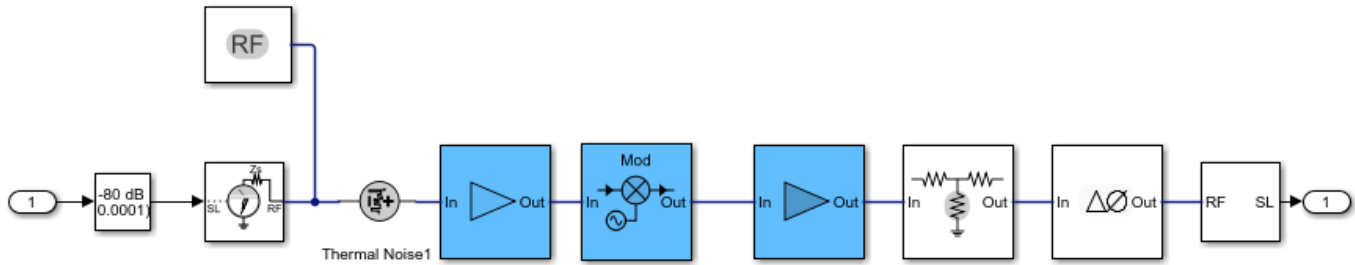 RF
1
-80 dB
0.0001)
Zs
SL
RF
Thermal Noise1
In
Out
Mod
In
Out
In
Out
In
Out
In
ΔØ
Out
RF
SL
1